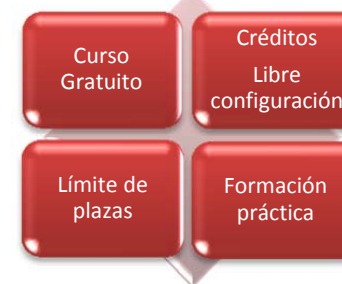 Curso
Gratuito
Créditos
Libre
configuración
Límite de
plazas
Formación
práctica